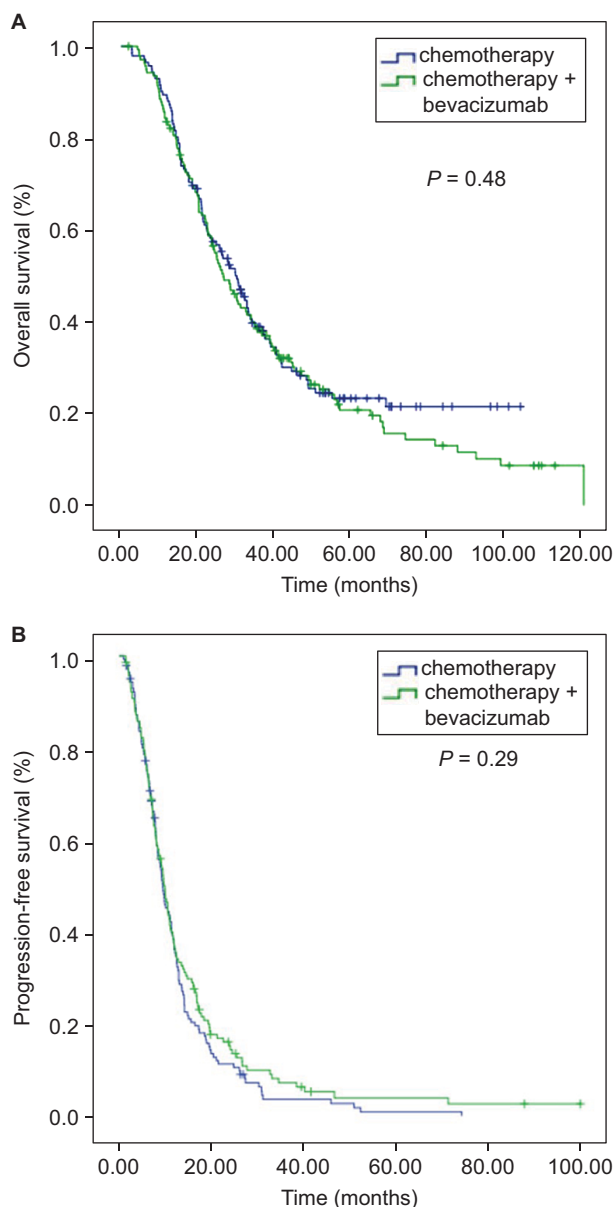 A
1.0
0.8
0.6
0.4
0.2
0.0
Overall survival (%)
chemotherapy
chemotherapy +
bevacizumab
P = 0.48
0.00 20.00 40.00 60.00 80.00 100.00 120.00
Time (months)
B
1.0
0.8
0.6
0.4
0.2
0.0
Progression-free survival (%)
chemotherapy
chemotherapy +
bevacizumab
P = 0.29
0.00 20.00 40.00 60.00 80.00 100.00
Time (months)